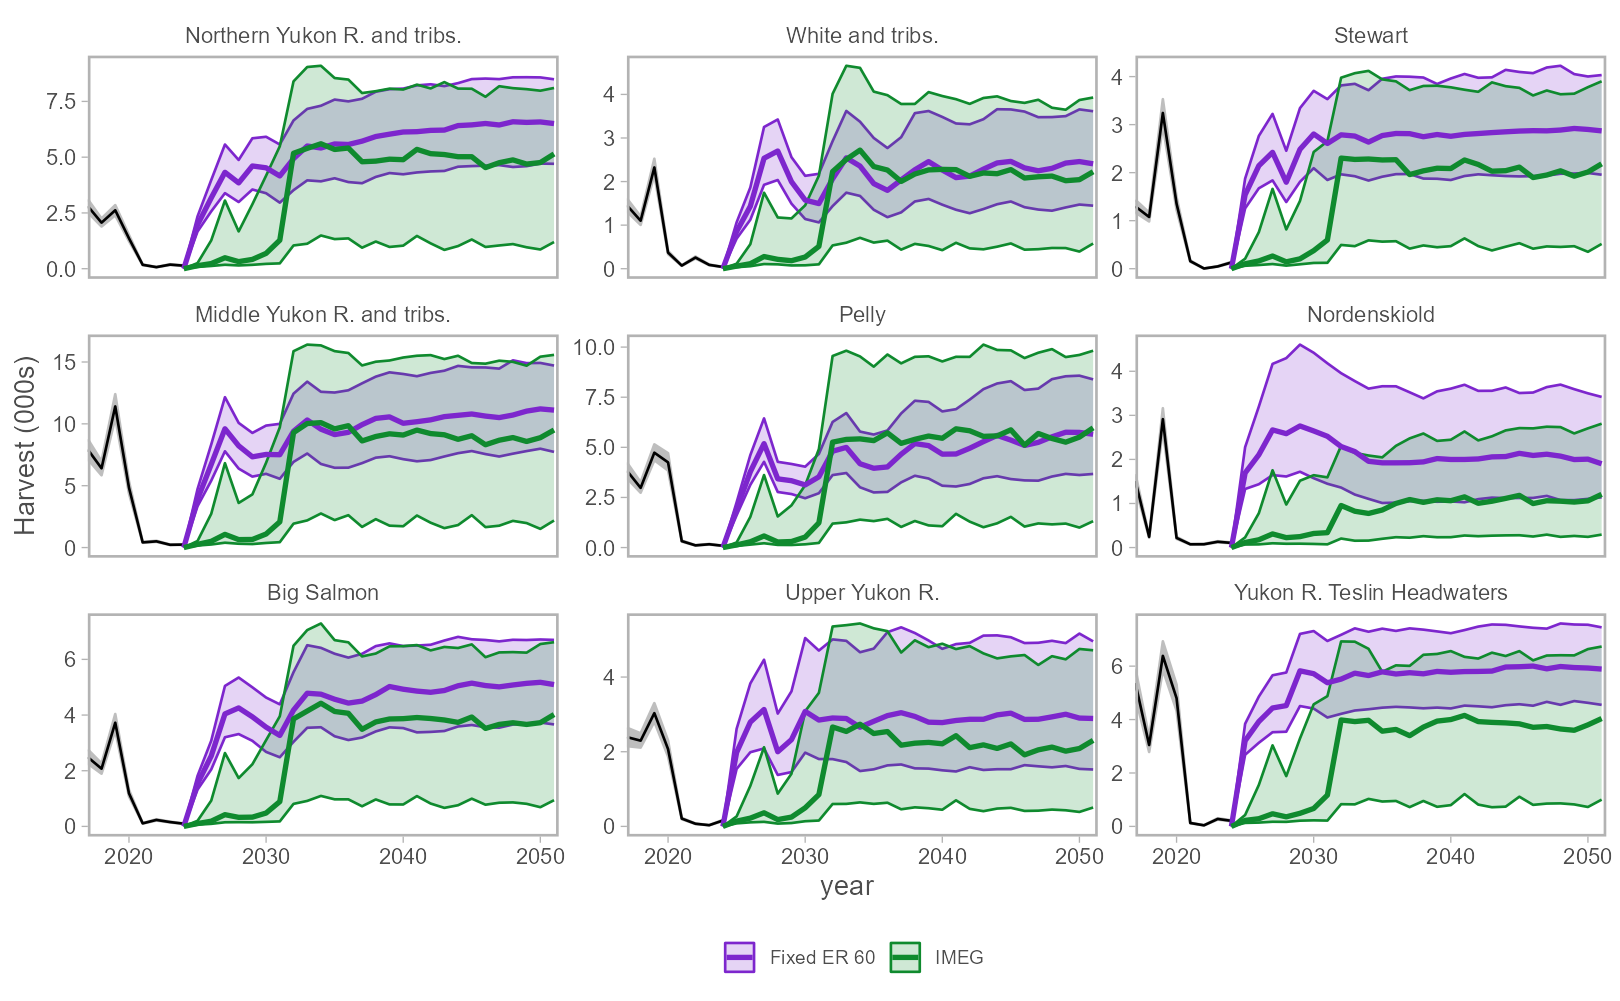 Northern Yukon R. and tribs.
White and tribs.
Stewart
7.5
5.0
2.5
0.0
4
3
2
1
0
4
3
2
1
0
Middle Yukon R. and tribs.
Pelly
Nordenskiold
15
10
5
0
10.0
7.5
5.0
2.5
0.0
4
3
2
1
0
Harvest (000s)
Big Salmon
Upper Yukon R.
Yukon R. Teslin Headwaters
6
4
2
0
4
2
0
6
4
2
0
2020 2030 2040 2050
2020 2030 2040 2050
2020 2030 2040 2050
year
Fixed ER 60 IMEG